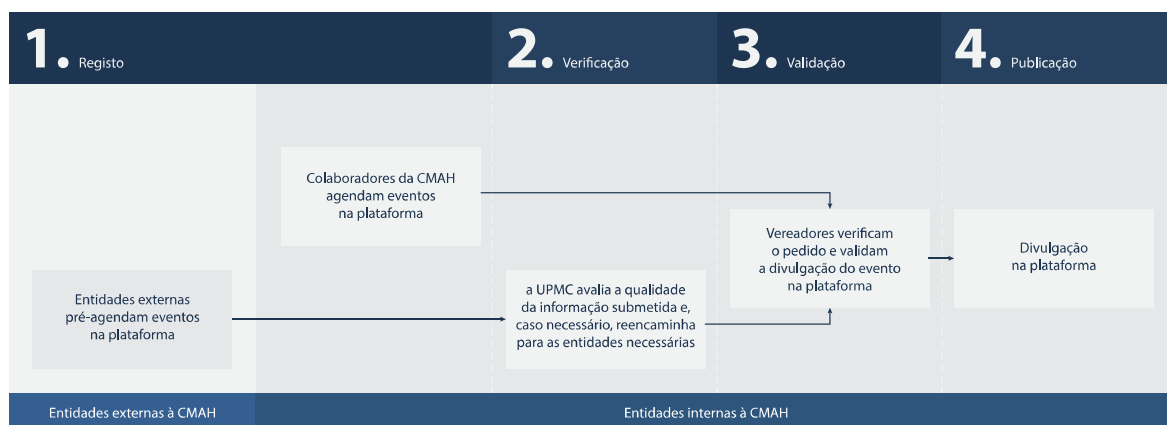 1. Registo
2. Verificação
3. Validação
4. Publicação
Colaboradores da CMAH
agendam eventos
na plataforma
Entidades externas
pré-agendam eventos
na plataforma
a UPMC avalia a qualidade
da informação submetida e,
caso necessário, reencaminha
para as entidades necessárias
Vereadores verificam
o pedido e validam
a divulgação do evento
na plataforma
Divulgação
na plataforma
Entidades externas à CMAH
Entidades internas à CMAH